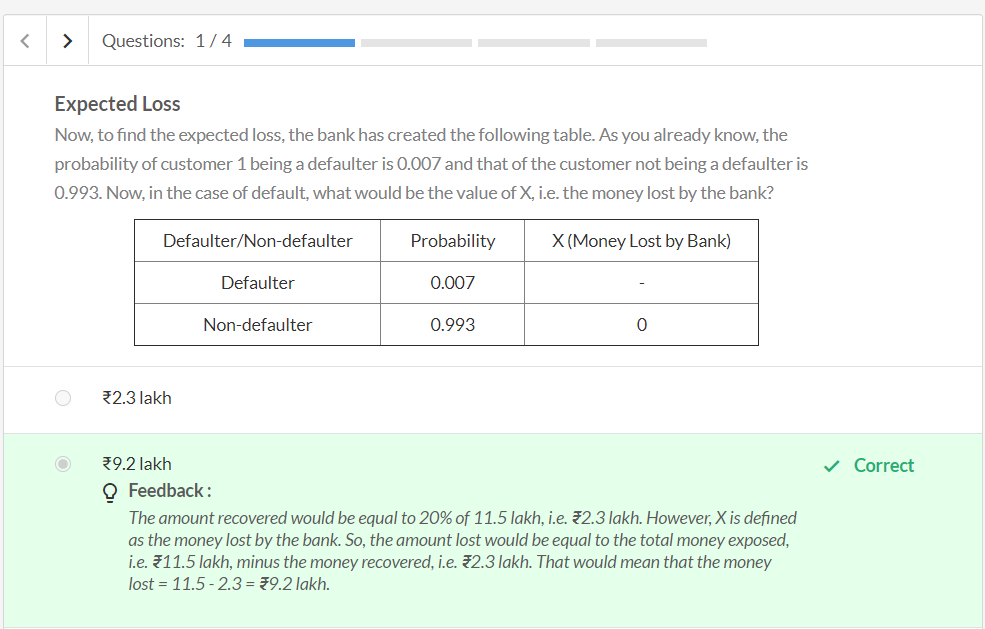 Questions: 1 / 4
Expected Loss
Now, to find the expected loss, the bank has created the following table. As you already know, the
probability of customer 1 being a defaulter is 0.007 and that of the customer not being a defaulter is
0.993. Now, in the case of default, what would be the value of X, i.e. the money lost by the bank?
Defaulter/Non-defaulter Probability X (Money Lost by Bank)
Defaulter 0.007 -
Non-defaulter 0.993 0
₹2.3 lakh
₹9.2 lakh
Correct
Feedback :
The amount recovered would be equal to 20% of 11.5 lakh, i.e. ₹2.3 lakh. However, X is defined
as the money lost by the bank. So, the amount lost would be equal to the total money exposed,
i.e. ₹11.5 lakh, minus the money recovered, i.e. ₹2.3 lakh. That would mean that the money
lost = 11.5 - 2.3 = ₹9.2 lakh.